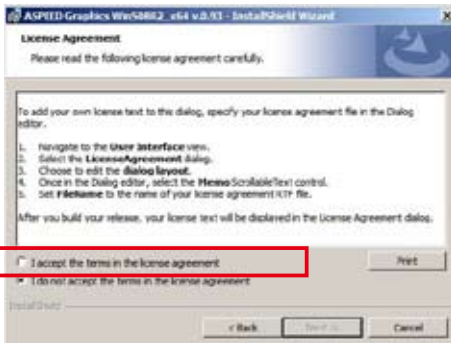 ASPEED Graphics WinS08R2_x64 v.0.93 - InstallShield Wizard
License Agreement
Please read the following license agreement carefully.
To add your own license text to this dialog, specify your license agreement file in the Dialog
editor.
1. Navigate to the User Interface view.
2. Select the LicenseAgreement dialog.
3. Choose to edit the dialog layout.
4. Once in the Dialog editor, select the Memo ScrollableText control.
5. Set FileName to the name of your license agreement RTF file.
After you build your release, your license text will be displayed in the License Agreement dialog.
I accept the terms in the license agreement
Print
I do not accept the terms in the license agreement
InstallShield
< Back
Next >
Cancel